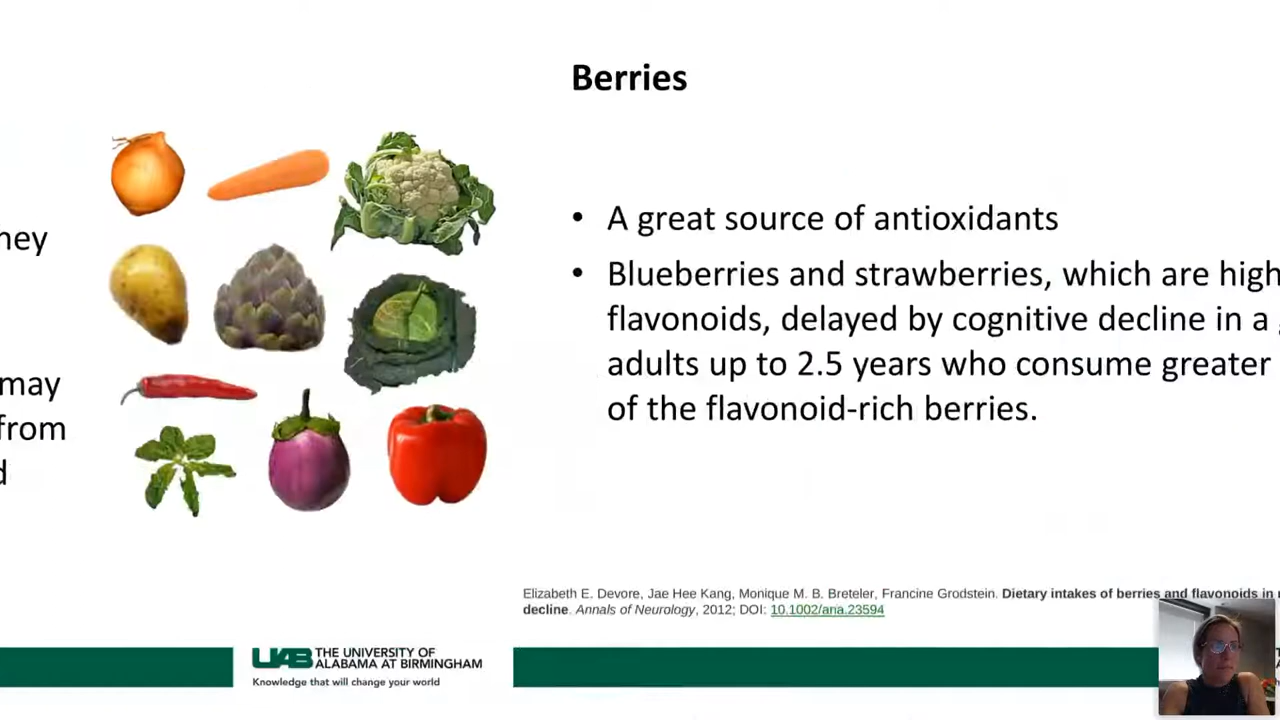 Berries
hey
may
from
d
• A great source of antioxidants
• Blueberries and strawberries, which are high
flavonoids, delayed by cognitive decline in a
adults up to 2.5 years who consume greater
of the flavonoid-rich berries.
Elizabeth E. Devore, Jae Hee Kang, Monique M. B. Breteler, Francine Grodstein. Dietary intakes of berries and flavonoids in
decline. Annals of Neurology, 2012; DOI: 10.1002/ana.23594
UAB THE UNIVERSITY OF
ALABAMA AT BIRMINGHAM
Knowledge that will change your world